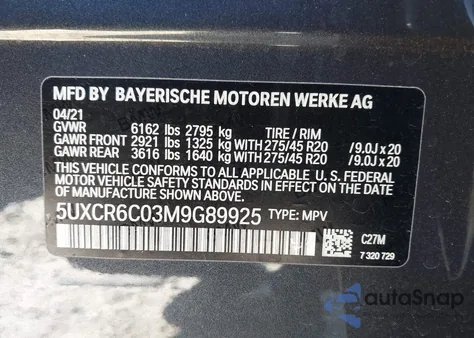 MFD BY BAYERISCHE MOTOREN WERKE AG
04/21
GVWR 6162 lbs 2795 kg TIRE / RIM
GAWR FRONT 2921 lbs 1325 kg WITH 275/45 R20 /9.0J x 20
GAWR REAR 3616 lbs 1640 kg WITH 275/45 R20 /9.0J x 20
THIS VEHICLE CONFORMS TO ALL APPLICABLE U. S. FEDERAL
MOTOR VEHICLE SAFETY STANDARDS IN EFFECT ON THE
DATE OF MANUFACTURE SHOWN ABOVE.
5UXCR6C03M9G89925 TYPE: MPV
C27M
7 320 729
autoSnap